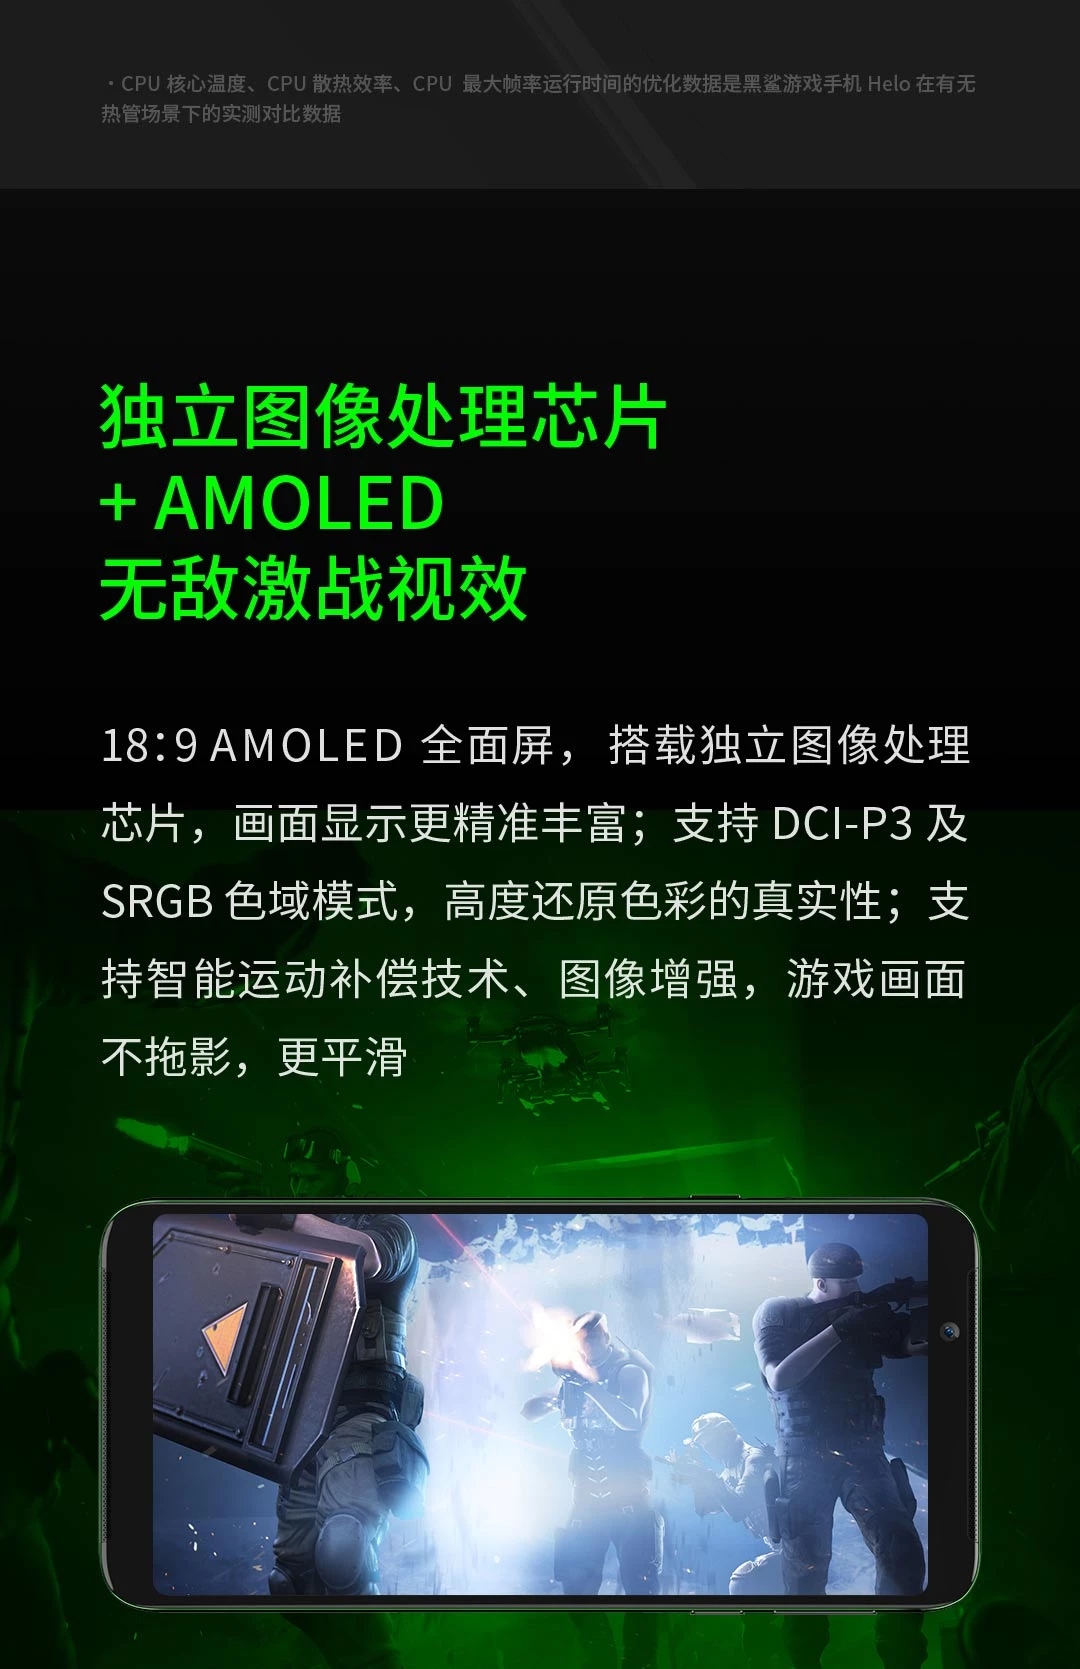 ·CPU 核心温度、CPU 散热效率、CPU 最大帧率运行时间的优化数据是黑鲨游戏手机 Helo 在有无
热管场景下的实测对比数据
独立图像处理芯片
+ AMOLED
无敌激战视效
18:9 AMOLED 全面屏，搭载独立图像处理
芯片，画面显示更精准丰富；支持 DCI-P3 及
SRGB 色域模式，高度还原色彩的真实性；支
持智能运动补偿技术、图像增强，游戏画面
不拖影，更平滑